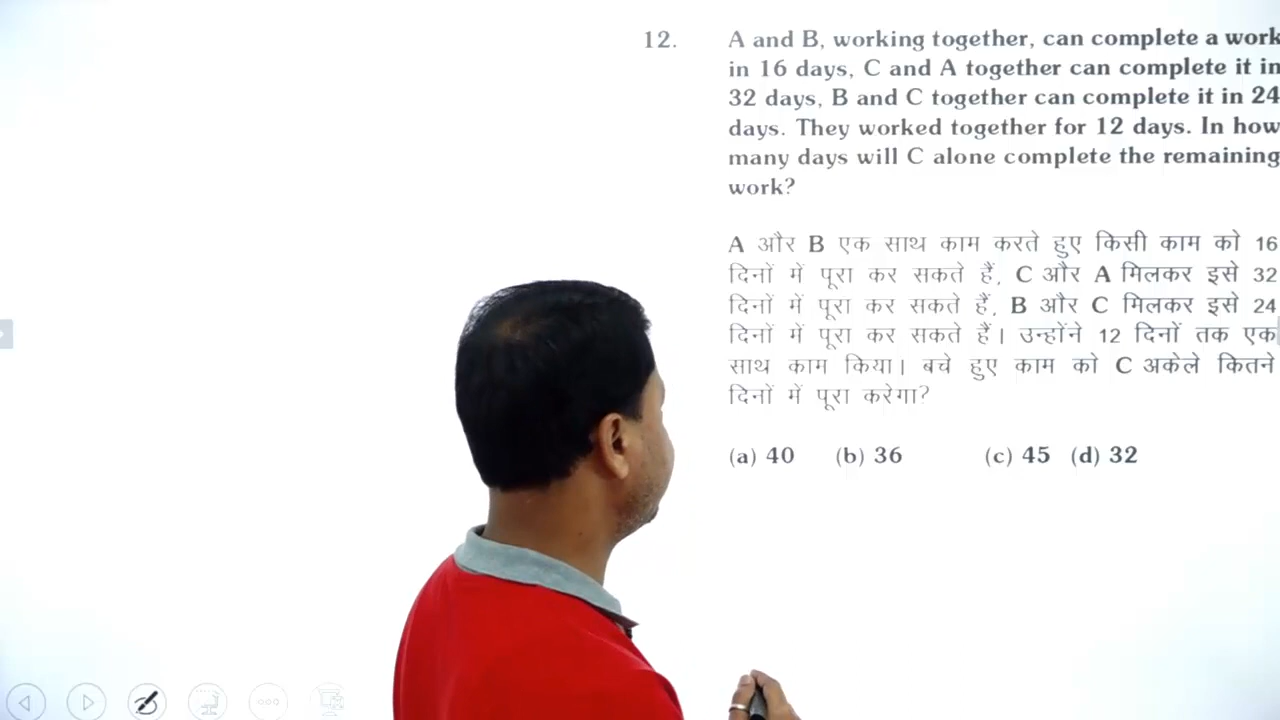 12. A and B, working together, can complete a work
in 16 days, C and A together can complete it in
32 days, B and C together can complete it in 24
days. They worked together for 12 days. In how
many days will C alone complete the remaining
work?
A और B एक साथ काम करते हुए किसी काम को 16
दिनों में पूरा कर सकते हैं, C और A मिलकर इसे 32
दिनों में पूरा कर सकते हैं, B और C मिलकर इसे 24
दिनों में पूरा कर सकते हैं। उन्होंने 12 दिनों तक एक
साथ काम किया। बचे हुए काम को C अकेले कितने
दिनों में पूरा करेगा?
(a) 40 (b) 36 (c) 45 (d) 32